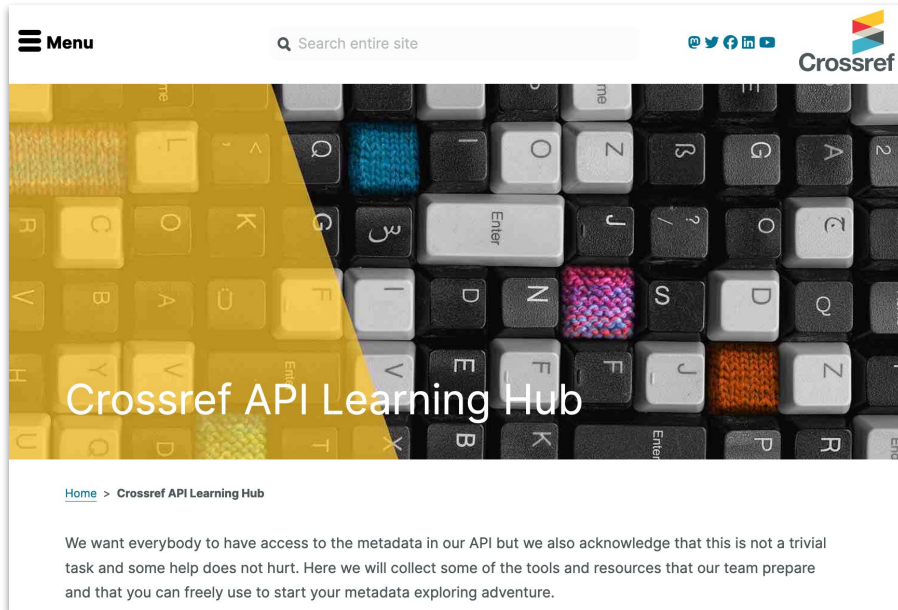 Menu
Search entire site
Crossref
Crossref API Learning Hub
Home > Crossref API Learning Hub
We want everybody to have access to the metadata in our API but we also acknowledge that this is not a trivial
task and some help does not hurt. Here we will collect some of the tools and resources that our team prepare
and that you can freely use to start your metadata exploring adventure.